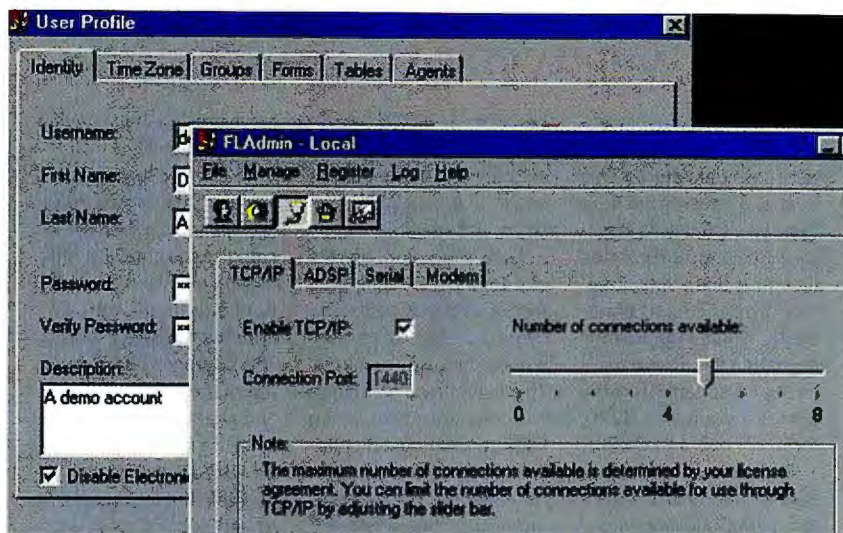 User Profile
Identity Time Zone Groups Forms Tables Agents
Username:
First Name: D
Last Name: A
Password: **
Verify Password: **
Description:
A demo account
Disable Electroni
FLAdmin - Local
File Manage Register Log Help
TCP/IP ADSP Serial Modem
Enable TCP/IP: Number of connections available:
Connection Port: 1440
0 4 8
Note:
The maximum number of connections available is determined by your license
agreement. You can limit the number of connections available for use through
TCP/IP by adjusting the slider bar.